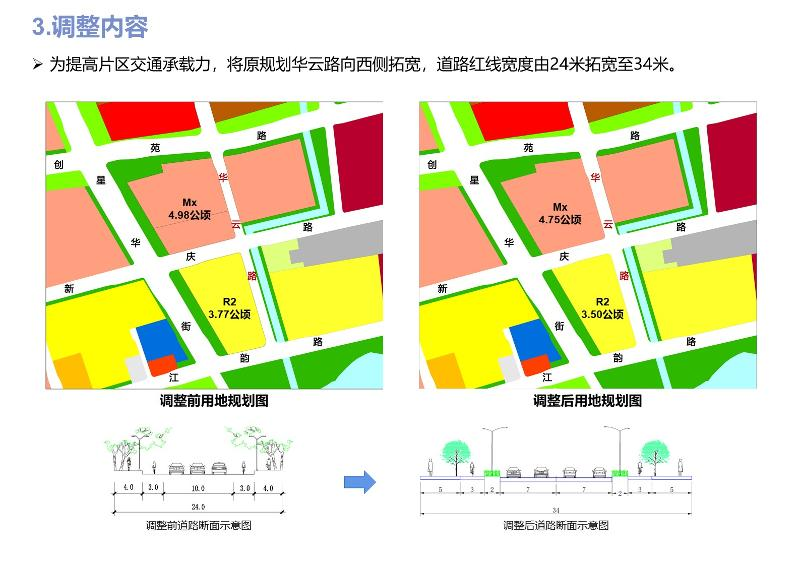 3.调整内容
➢ 为提高片区交通承载力，将原规划华云路向西侧拓宽，道路红线宽度由24米拓宽至34米。
创
苑
路
星
华
Mx
4.98公顷
云
路
华
庆
路
新
R2
3.77公顷
街
路
韵
江
调整前用地规划图
创
苑
路
星
华
Mx
4.75公顷
云
路
华
庆
路
新
R2
3.50公顷
街
路
韵
江
调整后用地规划图
4.0 3.0 10.0 3.0 4.0
24.0
调整前道路断面示意图
5 3 2 7 7 2 3 5
34
调整后道路断面示意图